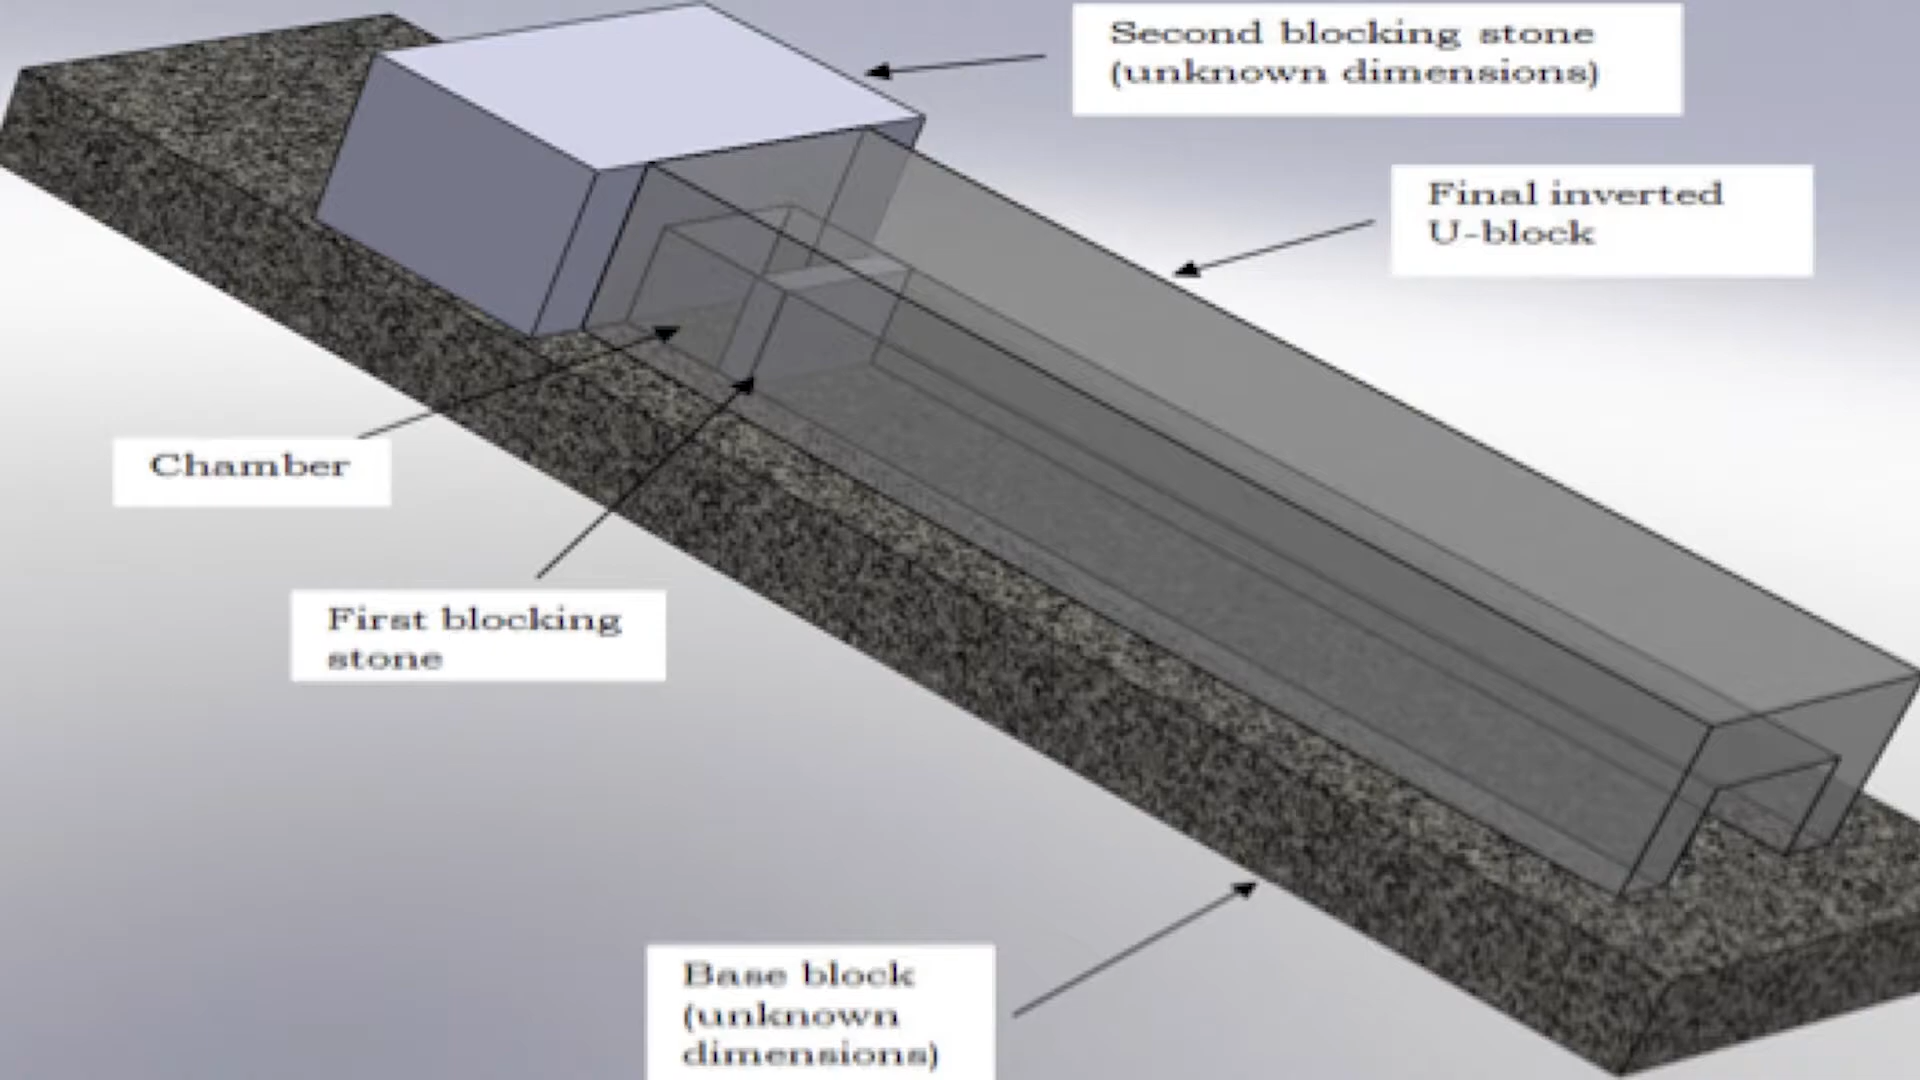 Second blocking stone
(unknown dimensions)
Final inverted
U-block
Chamber
First blocking
stone
Base block
(unknown
dimensions)